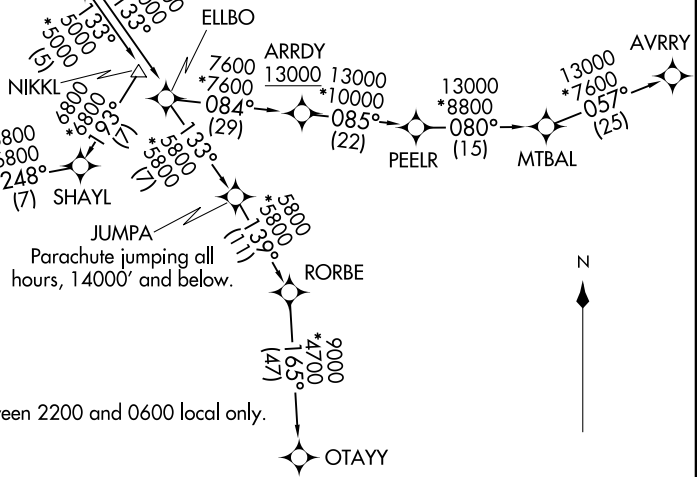 133°
*5000
5000
(5)
133°
ELLBO
NIKKL
6800
*6800
193°
(7)
248°
(7)
SHAYL
7600
*7600
084°
(29)
ARRDY
13000
13000
*10000
085°
(22)
PEELR
13000
*8800
080°
(15)
MTBAL
13000
*7600
057°
(25)
AVRRY
5800
*5800
133°
(7)
JUMPA
Parachute jumping all
hours, 14000' and below.
5800
*5800
139°
(11)
RORBE
9000
*4700
165°
(47)
OTAYY
N
2200 and 0600 local only.